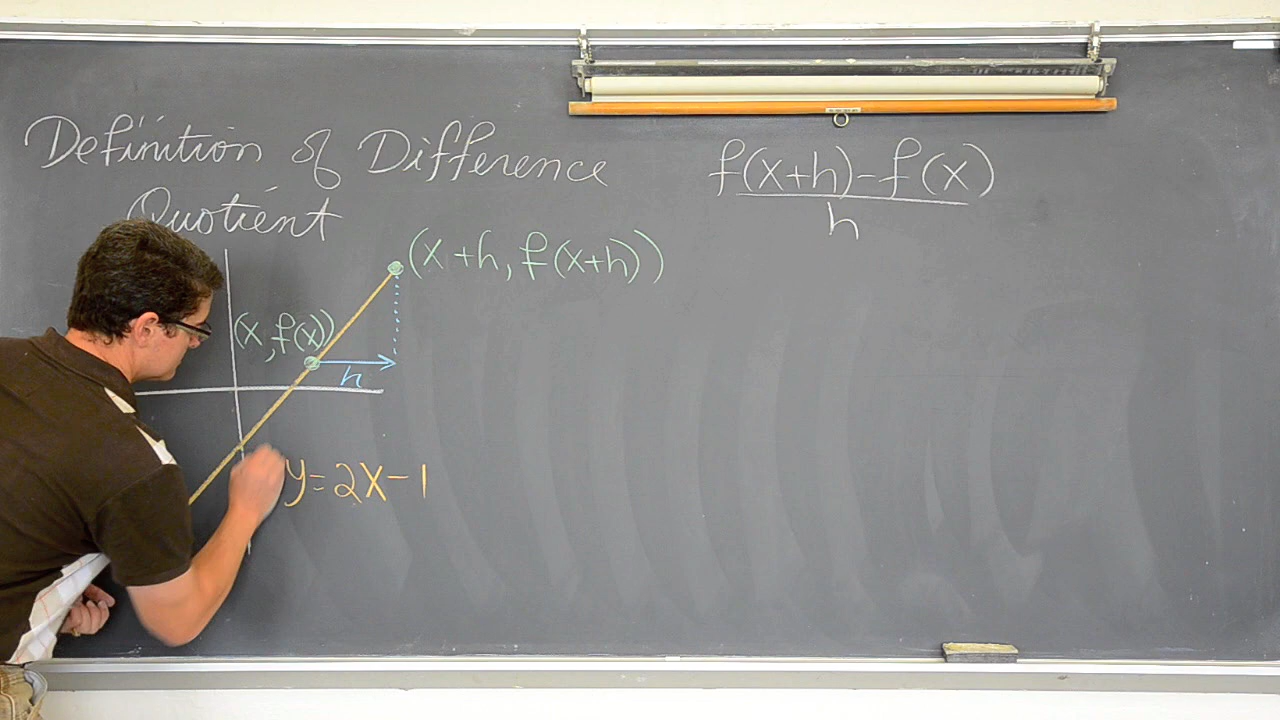 Definition of Difference
Quotient
f(x+h)-f(x)
h
(x+h, f(x+h))
(x, f(x))
h
y=2x-1